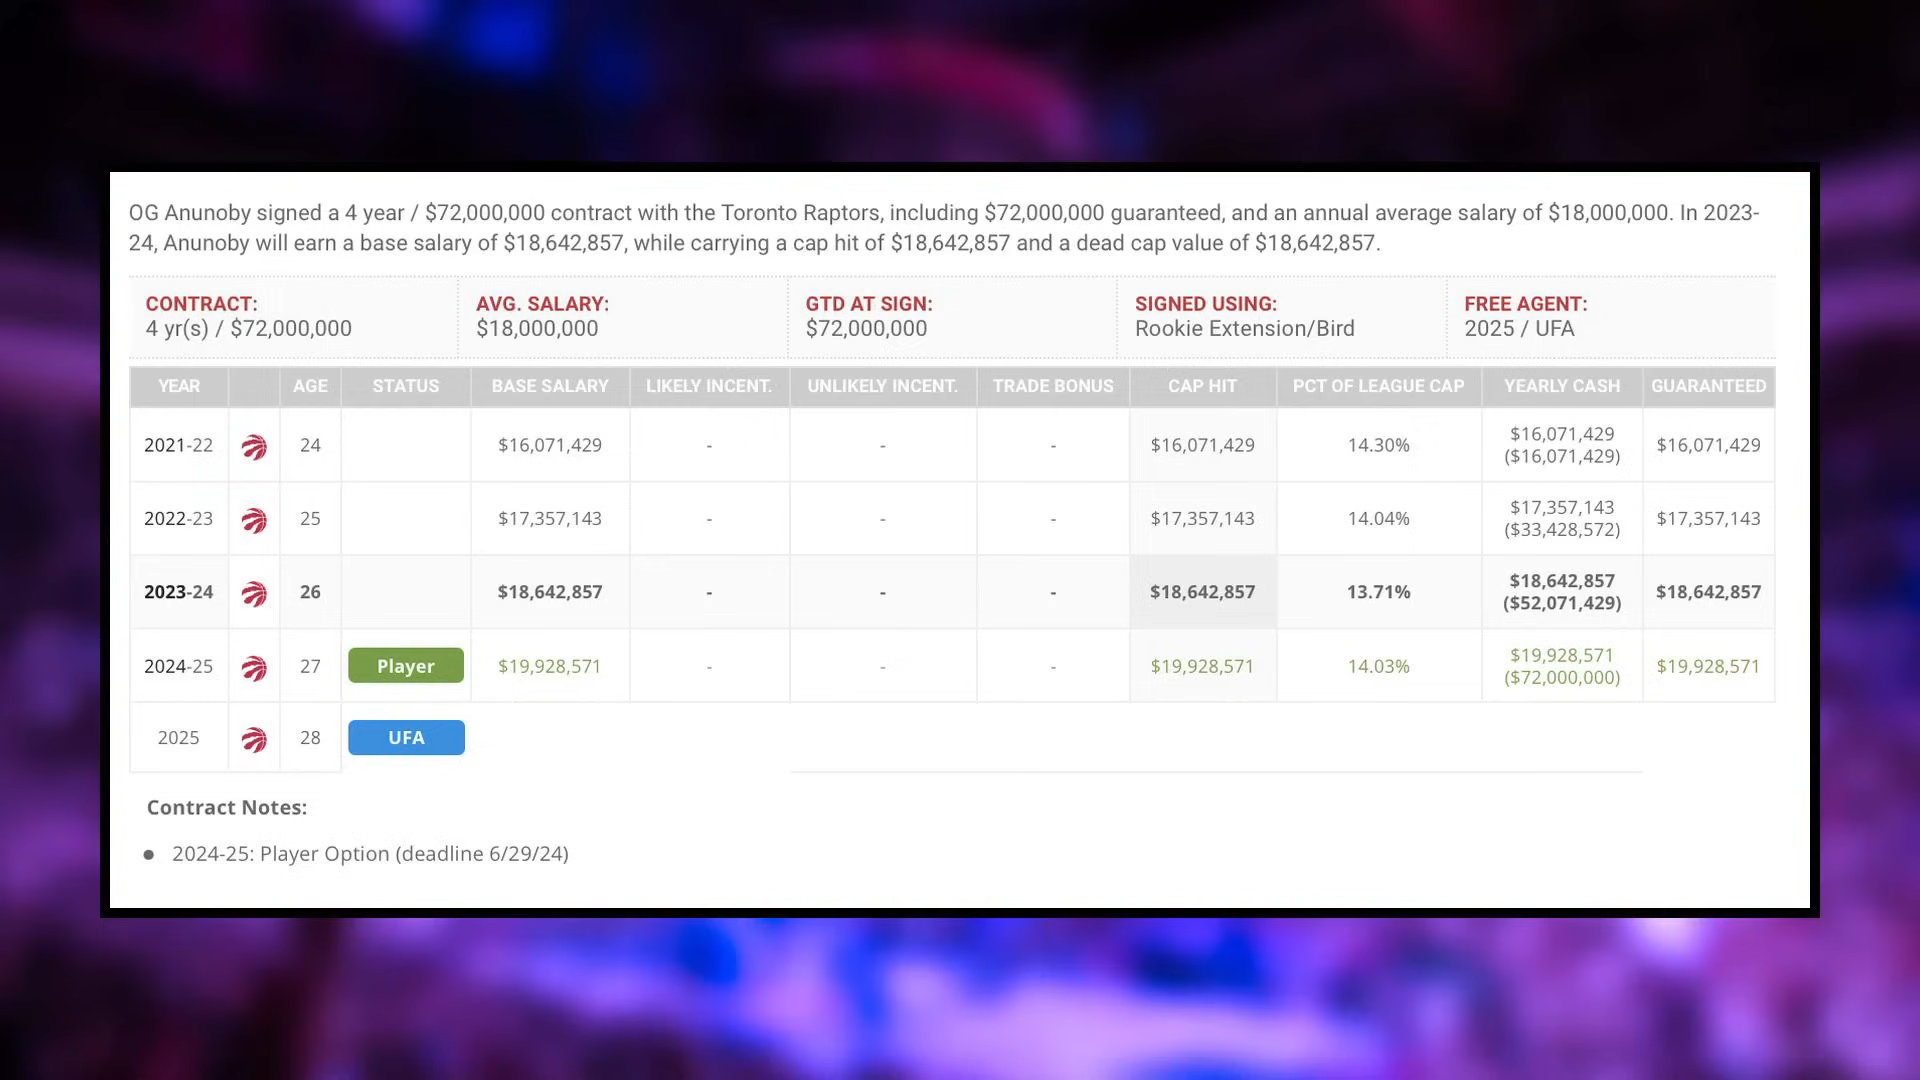 OG Anunoby signed a 4 year / $72,000,000 contract with the Toronto Raptors, including $72,000,000 guaranteed, and an annual average salary of $18,000,000. In 2023-
24, Anunoby will earn a base salary of $18,642,857, while carrying a cap hit of $18,642,857 and a dead cap value of $18,642,857.
CONTRACT: AVG. SALARY: GTD AT SIGN: SIGNED USING: FREE AGENT:
4 yr(s) / $72,000,000 $18,000,000 $72,000,000 Rookie Extension/Bird 2025 / UFA
YEAR AGE STATUS BASE SALARY LIKELY INCENT. UNLIKELY INCENT. TRADE BONUS CAP HIT PCT OF LEAGUE CAP YEARLY CASH GUARANTEED
2021-22 24 $16,071,429 - - - $16,071,429 14.30% $16,071,429 ($16,071,429) $16,071,429
2022-23 25 $17,357,143 - - - $17,357,143 14.04% $17,357,143 ($33,428,572) $17,357,143
2023-24 26 $18,642,857 - - - $18,642,857 13.71% $18,642,857 ($52,071,429) $18,642,857
2024-25 27 Player $19,928,571 - - - $19,928,571 14.03% $19,928,571 ($72,000,000) $19,928,571
2025 28 UFA
Contract Notes:
● 2024-25: Player Option (deadline 6/29/24)